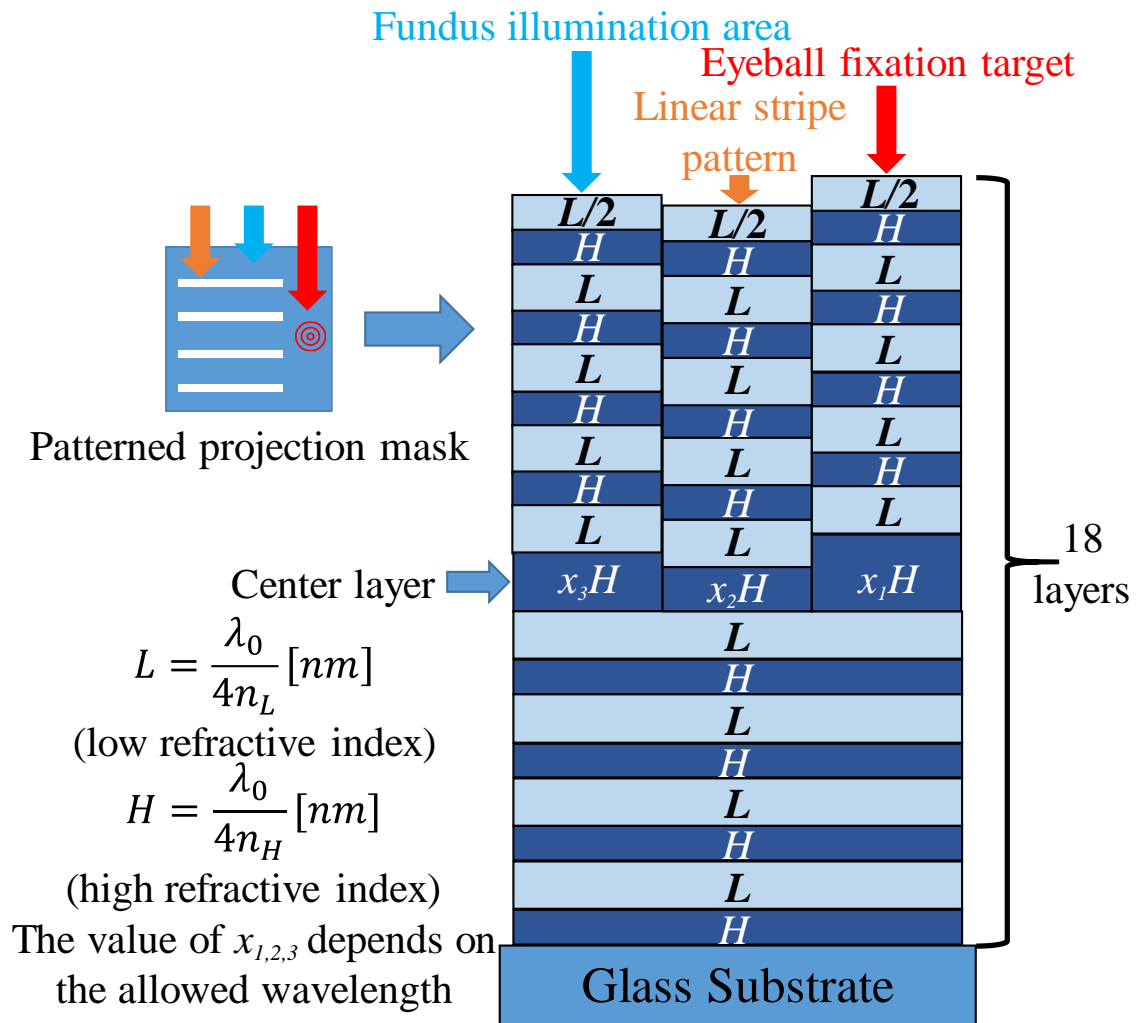 Fundus illumination area
Eyeball fixation target
Linear stripe
pattern
Patterned projection mask
L/2
H
L
H
L
H
L
H
L
x₃H
L/2
H
L
H
L
H
L
H
L
x₂H
L/2
H
L
H
L
H
L
H
L
x₁H
Center layer
L
H
L
H
L
H
L
H
Glass Substrate
18
layers
L = λ₀/4n_L [nm]
(low refractive index)
H = λ₀/4n_H [nm]
(high refractive index)
The value of x₁,₂,₃ depends on
the allowed wavelength